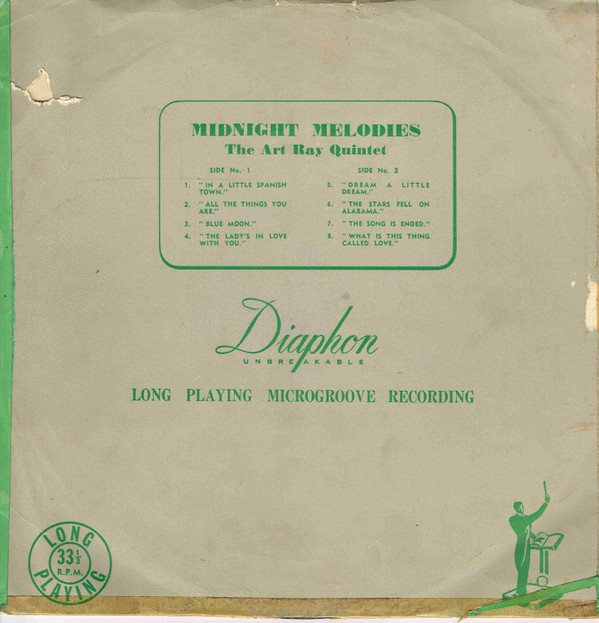 MIDNIGHT MELODIES
The Art Ray Quintet
SIDE No. 1
1. "IN A LITTLE SPANISH
TOWN."
2. "ALL THE THINGS YOU
ARE."
3. "BLUE MOON."
4. "THE LADY'S IN LOVE
WITH YOU."
SIDE No. 2
5. "DREAM A LITTLE
DREAM."
6. "THE STARS FELL ON
ALABAMA."
7. "THE SONG IS ENDED."
8. "WHAT IS THIS THING
CALLED LOVE."
Diaphon
UNBREAKABLE
LONG PLAYING MICROGROOVE RECORDING
LONG
33 1/3
R.P.M.
PLAYING